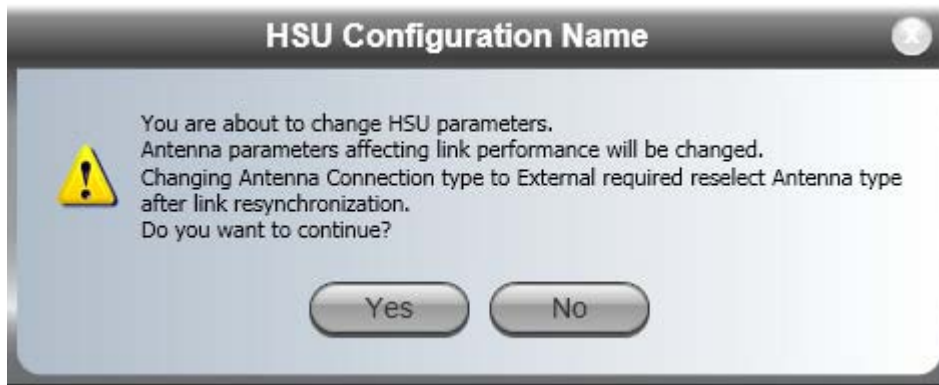 HSU Configuration Name
You are about to change HSU parameters.
Antenna parameters affecting link performance will be changed.
Changing Antenna Connection type to External required reselect Antenna type
after link resynchronization.
Do you want to continue?
Yes
No